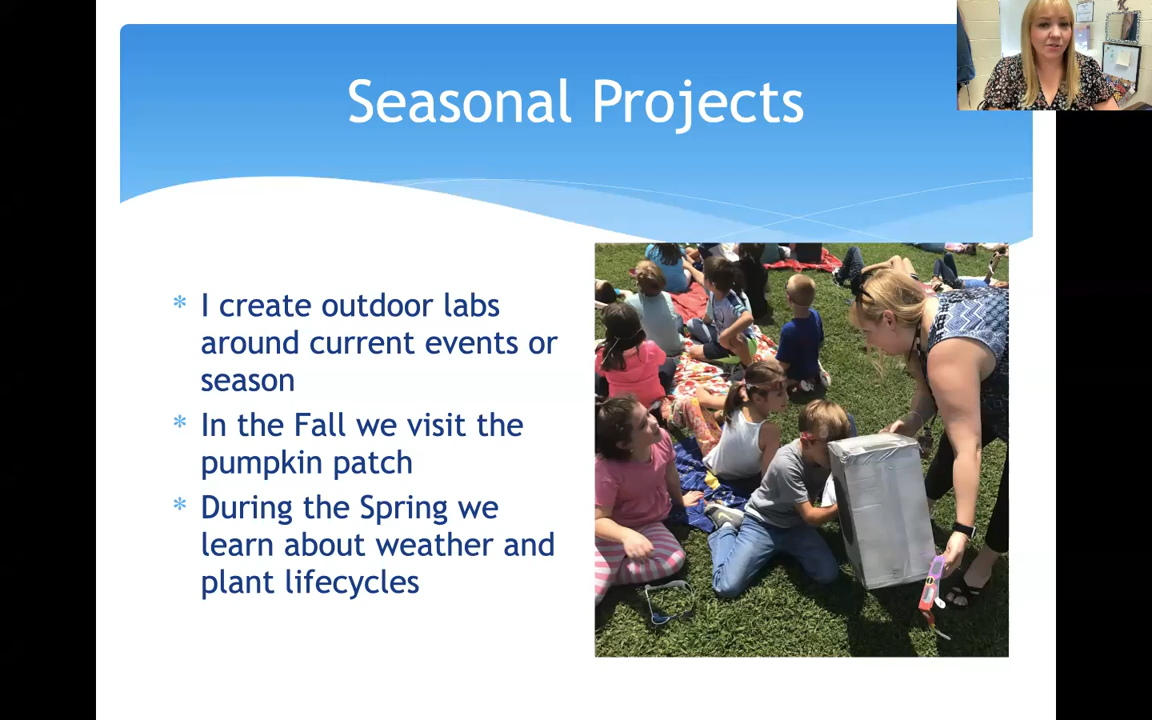 Seasonal Projects
* I create outdoor labs
around current events or
season
* In the Fall we visit the
pumpkin patch
* During the Spring we
learn about weather and
plant lifecycles